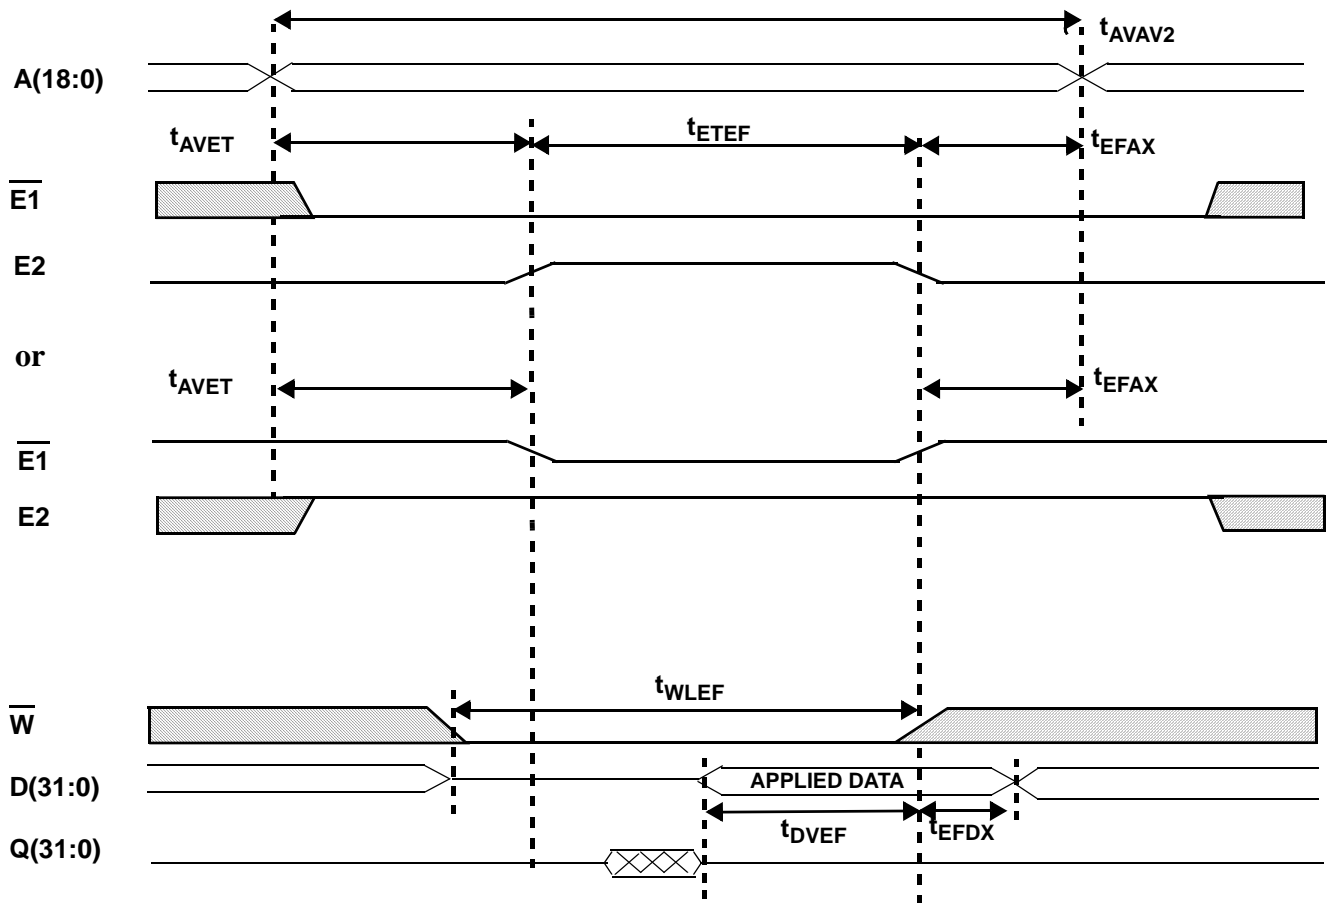 tAVAV2
A(18:0)
tAVET
tETEF
tEFAX
E1
E2
or
tAVET
tEFAX
E1
E2
tWLEF
W
D(31:0)
APPLIED DATA
tDVEF
tEFDX
Q(31:0)